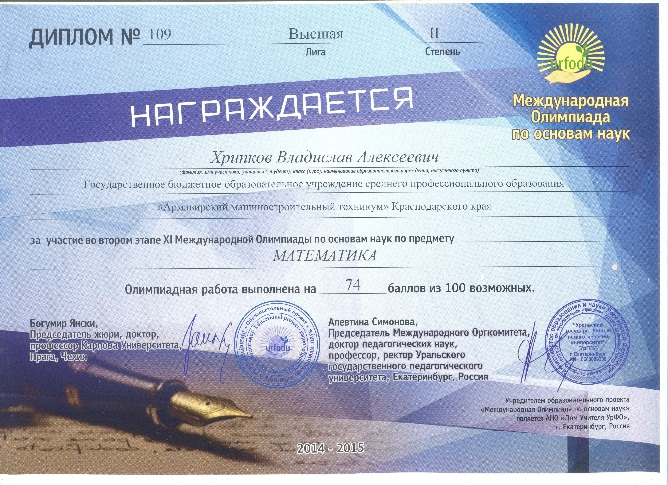 ДИПЛОМ № 109
Высшая
Лига
II
Степень
urfodu
Международная
Олимпиада
по основам наук
НАГРАЖДАЕТСЯ
Хрипков Владислав Алексеевич
Государственное бюджетное образовательное учреждение среднего профессионального образования
«Армавирский машиностроительный техникум» Краснодарского края
за участие во втором этапе XI Международной Олимпиады по основам наук по предмету
МАТЕМАТИКА
Олимпиадная работа выполнена на 74 баллов из 100 возможных.
Богумир Янски,
Председатель жюри, доктор,
профессор Карлова Университета,
Прага, Чехия
urfodu
Алевтина Симонова,
Председатель Международного Оргкомитета,
доктор педагогических наук,
профессор, ректор Уральского
государственного педагогического
университета, Екатеринбург, Россия
Учредителем образовательного проекта
«Международная Олимпиада по основам наук»
является АНО «Дом Учителя УрФО»,
г. Екатеринбург, Россия
2014 - 2015